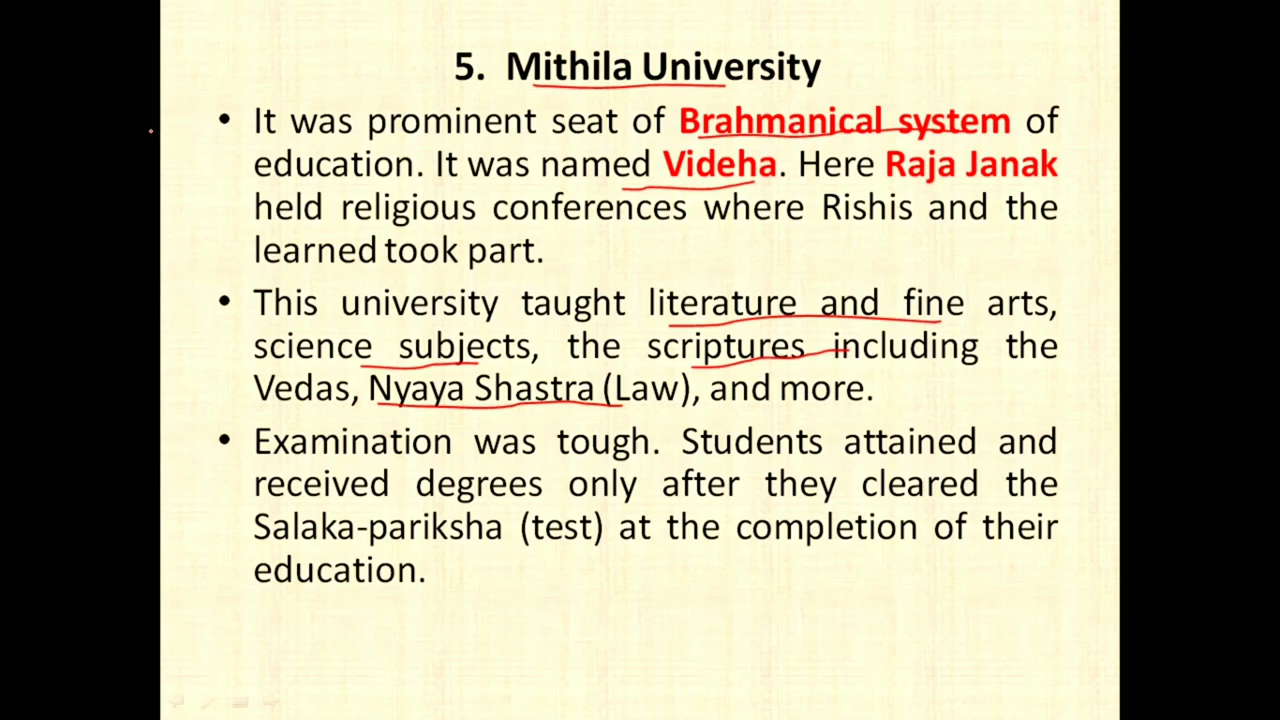 5. Mithila University
• It was prominent seat of Brahmanical system of
education. It was named Videha. Here Raja Janak
held religious conferences where Rishis and the
learned took part.
• This university taught literature and fine arts,
science subjects, the scriptures including the
Vedas, Nyaya Shastra (Law), and more.
• Examination was tough. Students attained and
received degrees only after they cleared the
Salaka-pariksha (test) at the completion of their
education.